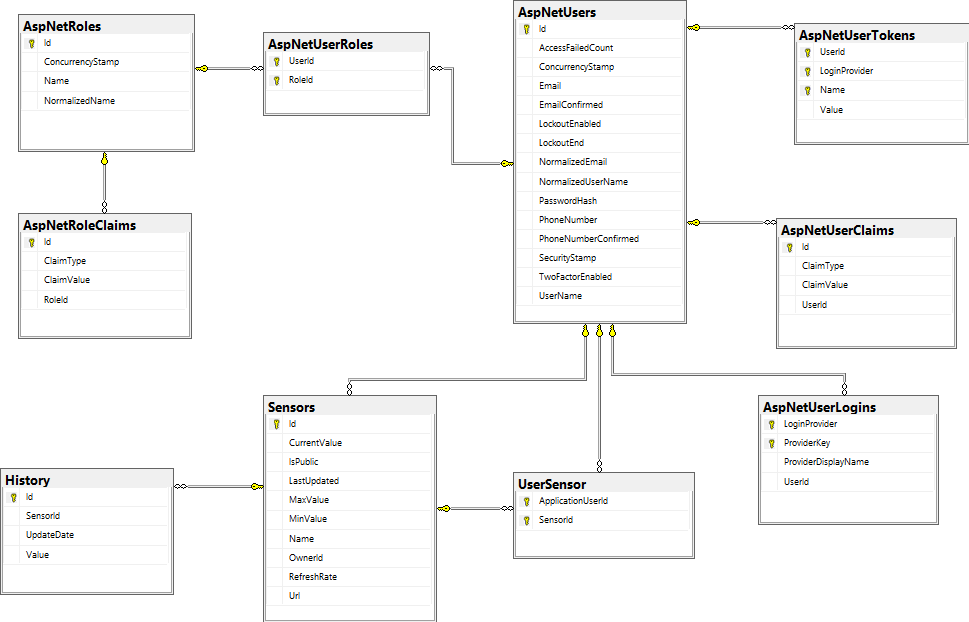 AspNetRoles
Id
ConcurrencyStamp
Name
NormalizedName
AspNetUserRoles
UserId
RoleId
AspNetUsers
Id
AccessFailedCount
ConcurrencyStamp
Email
EmailConfirmed
LockoutEnabled
LockoutEnd
NormalizedEmail
NormalizedUserName
PasswordHash
PhoneNumber
PhoneNumberConfirmed
SecurityStamp
TwoFactorEnabled
UserName
AspNetUserTokens
UserId
LoginProvider
Name
Value
AspNetRoleClaims
Id
ClaimType
ClaimValue
RoleId
AspNetUserClaims
Id
ClaimType
ClaimValue
UserId
Sensors
Id
CurrentValue
IsPublic
LastUpdated
MaxValue
MinValue
Name
OwnerId
RefreshRate
Url
AspNetUserLogins
LoginProvider
ProviderKey
ProviderDisplayName
UserId
History
Id
SensorId
UpdateDate
Value
UserSensor
ApplicationUserId
SensorId